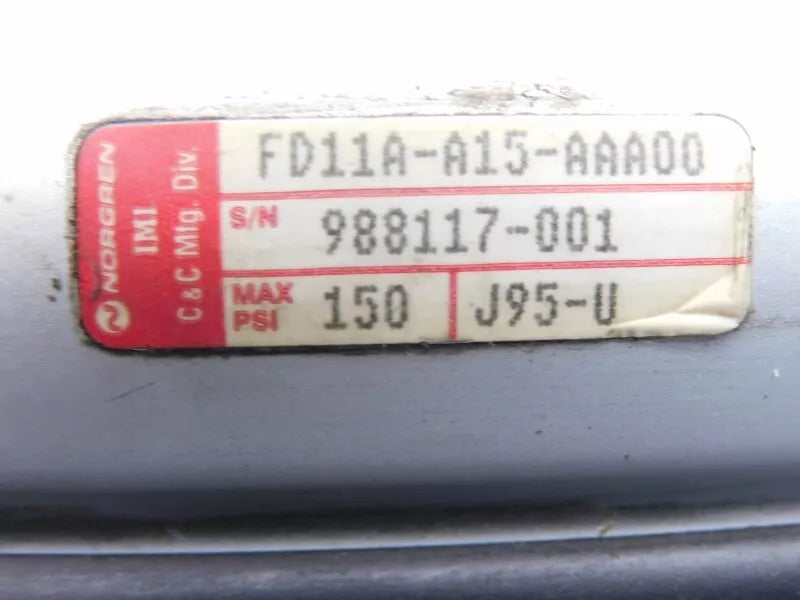 NORGREN
IMI
C & C Mfg. Div.
FD11A-A15-AAA00
S/N 988117-001
MAX PSI 150 J95-U